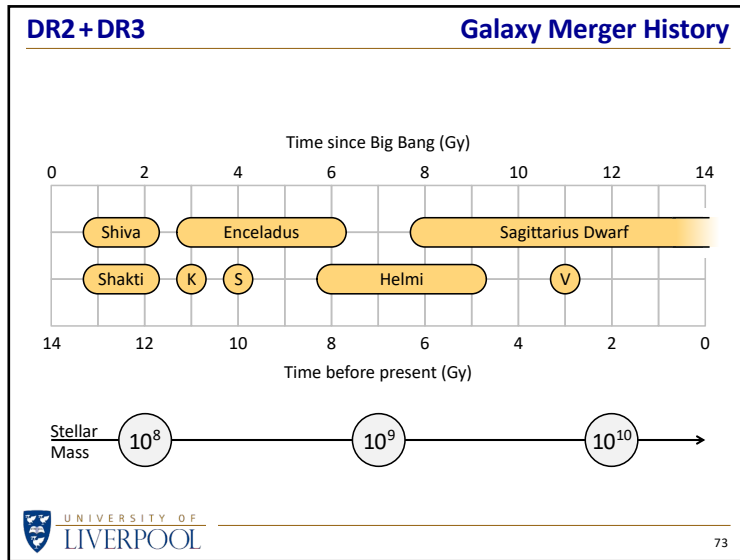 DR2 + DR3 Galaxy Merger History
Time since Big Bang (Gy)
0 2 4 6 8 10 12 14
Shiva Enceladus Sagittarius Dwarf
Shakti K S Helmi V
14 12 10 8 6 4 2 0
Time before present (Gy)
Stellar
Mass
10⁸ 10⁹ 10¹⁰
UNIVERSITY OF
LIVERPOOL
73